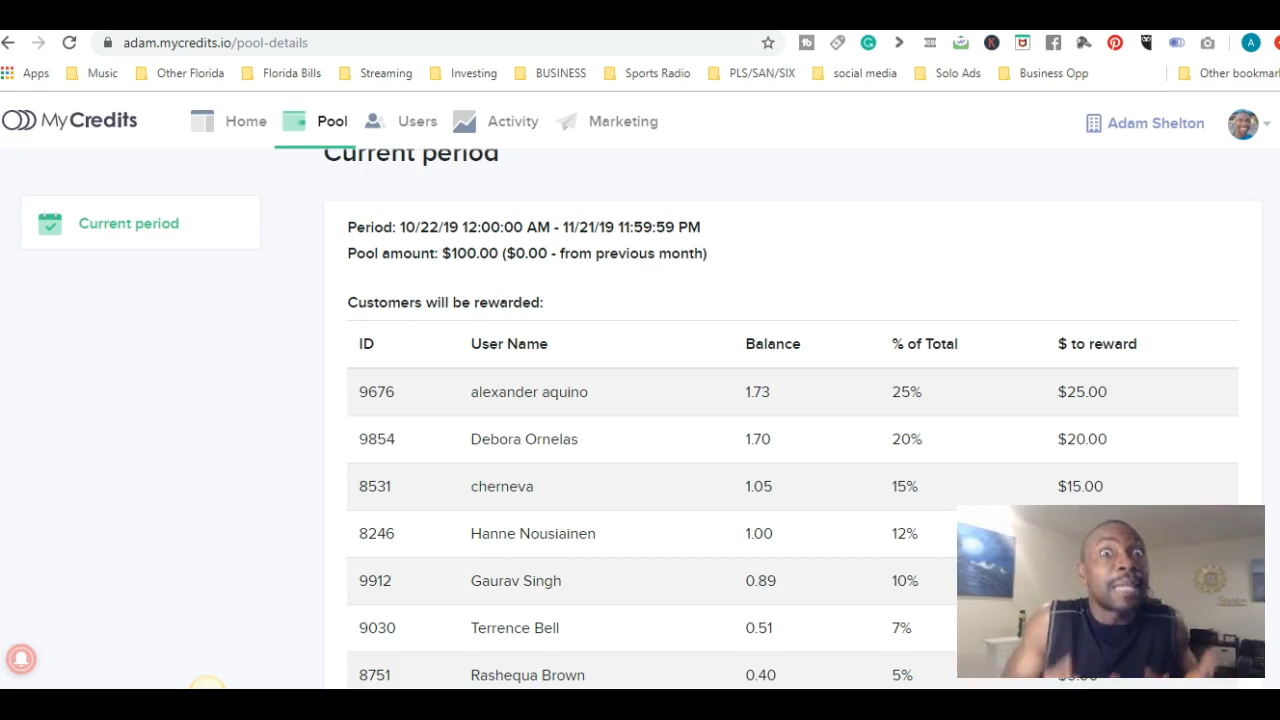 adam.mycredits.io/pool-details
Apps Music Other Florida Florida Bills Streaming Investing BUSINESS Sports Radio PLS/SAN/SIX social media Solo Ads Business Opp Other bookmar
MyCredits Home Pool Users Activity Marketing Adam Shelton
Current period
Current period
Period: 10/22/19 12:00:00 AM - 11/21/19 11:59:59 PM
Pool amount: $100.00 ($0.00 - from previous month)
Customers will be rewarded:
ID User Name Balance % of Total $ to reward
9676 alexander aquino 1.73 25% $25.00
9854 Debora Ornelas 1.70 20% $20.00
8531 cherneva 1.05 15% $15.00
8246 Hanne Nousiainen 1.00 12%
9912 Gaurav Singh 0.89 10%
9030 Terrence Bell 0.51 7%
8751 Rashequa Brown 0.40 5%